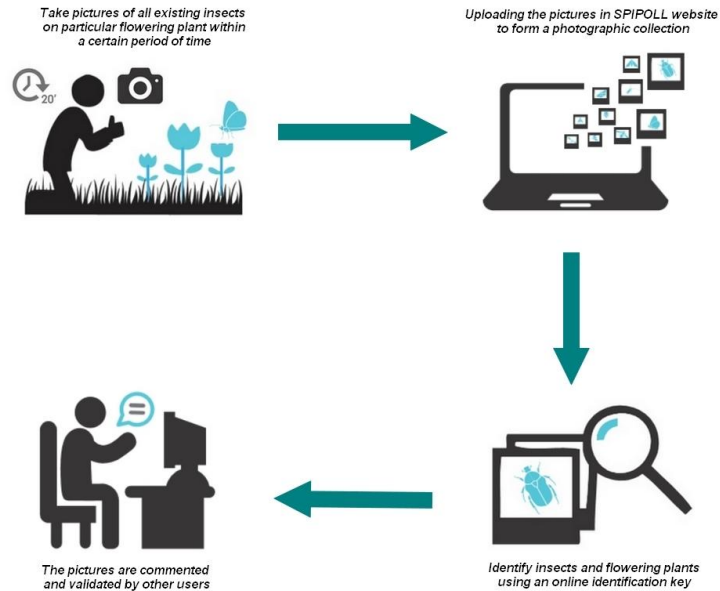 Take pictures of all existing insects
on particular flowering plant within
a certain period of time
20'
Uploading the pictures in SPIPOLL website
to form a photographic collection
Identify insects and flowering plants
using an online identification key
The pictures are commented
and validated by other users